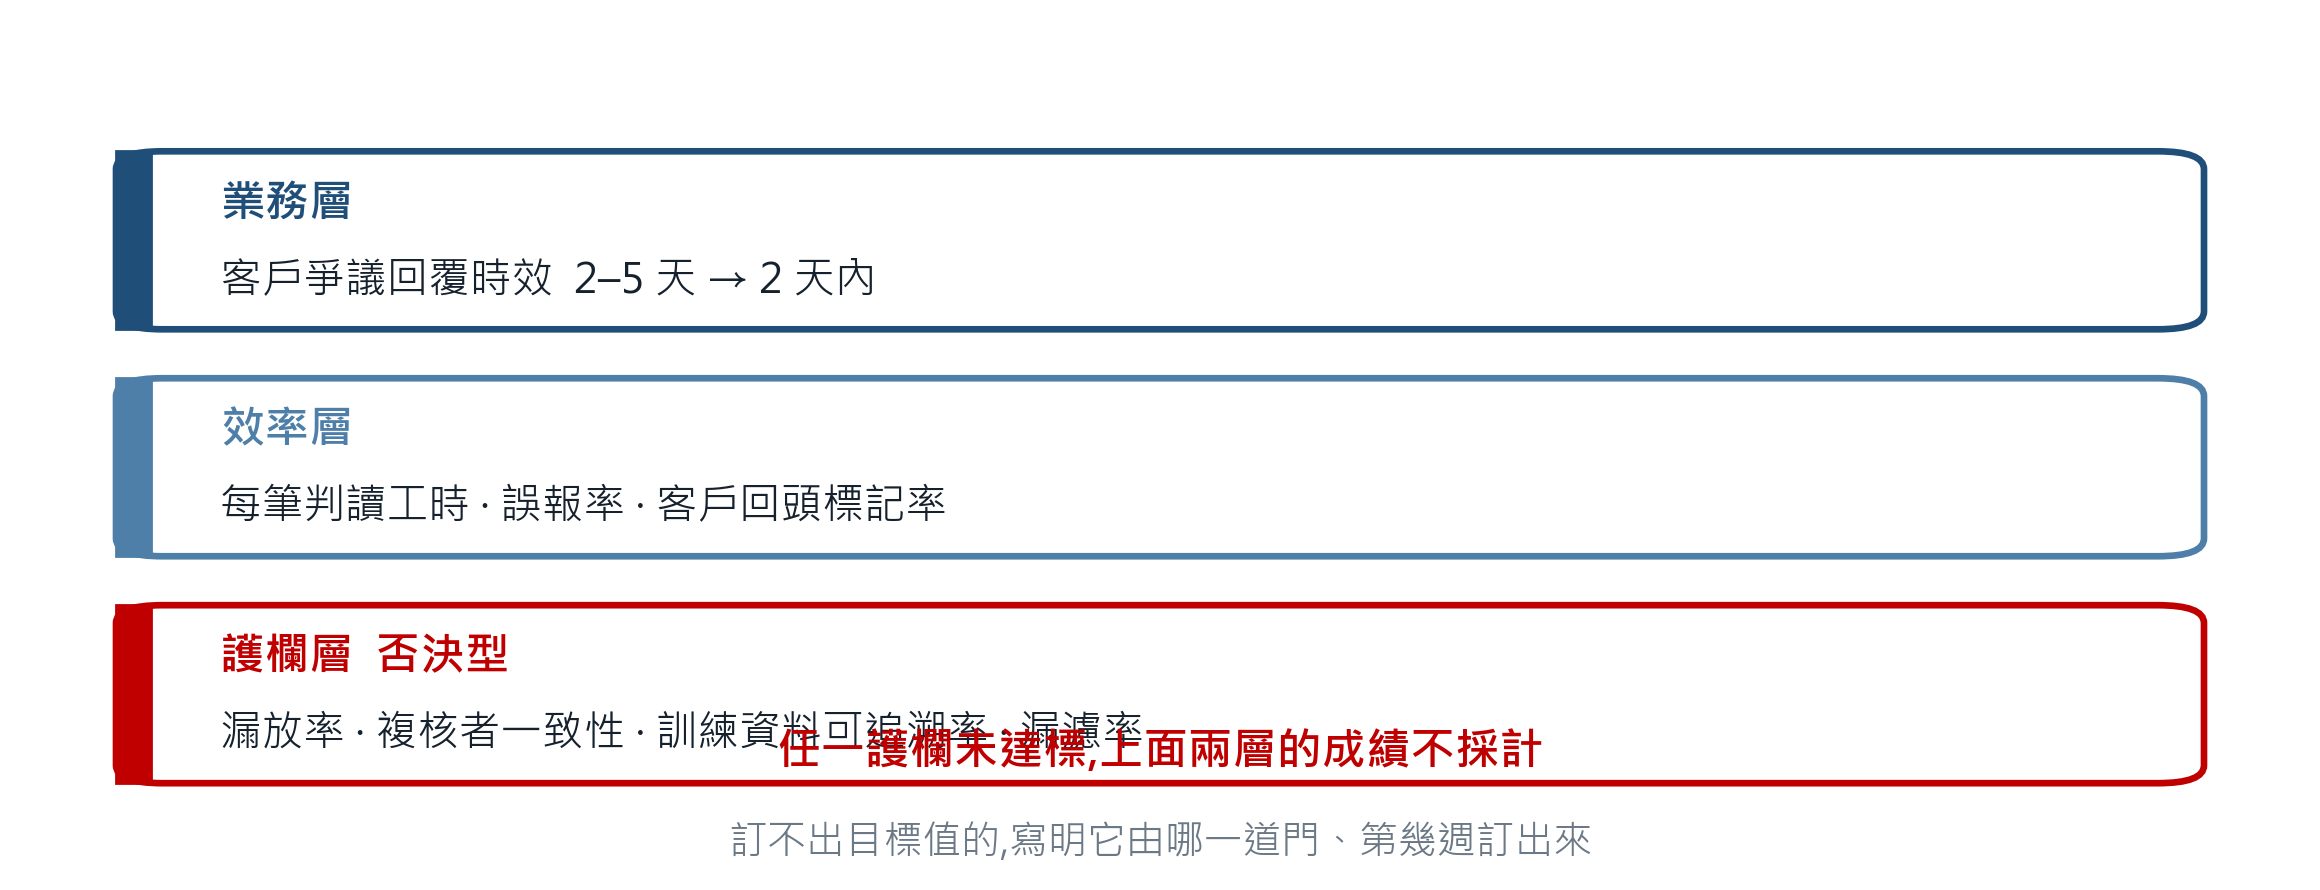 業務層
客戶爭議回覆時效 2–5 天 → 2 天內
效率層
每筆判讀工時 · 誤報率 · 客戶回頭標記率
護欄層 否決型
漏放率 · 複核者一致性 · 訓練資料可追溯率 · 漏濾率
任一護欄未達標,上面兩層的成績不採計
訂不出目標值的,寫明它由哪一道門、第幾週訂出來